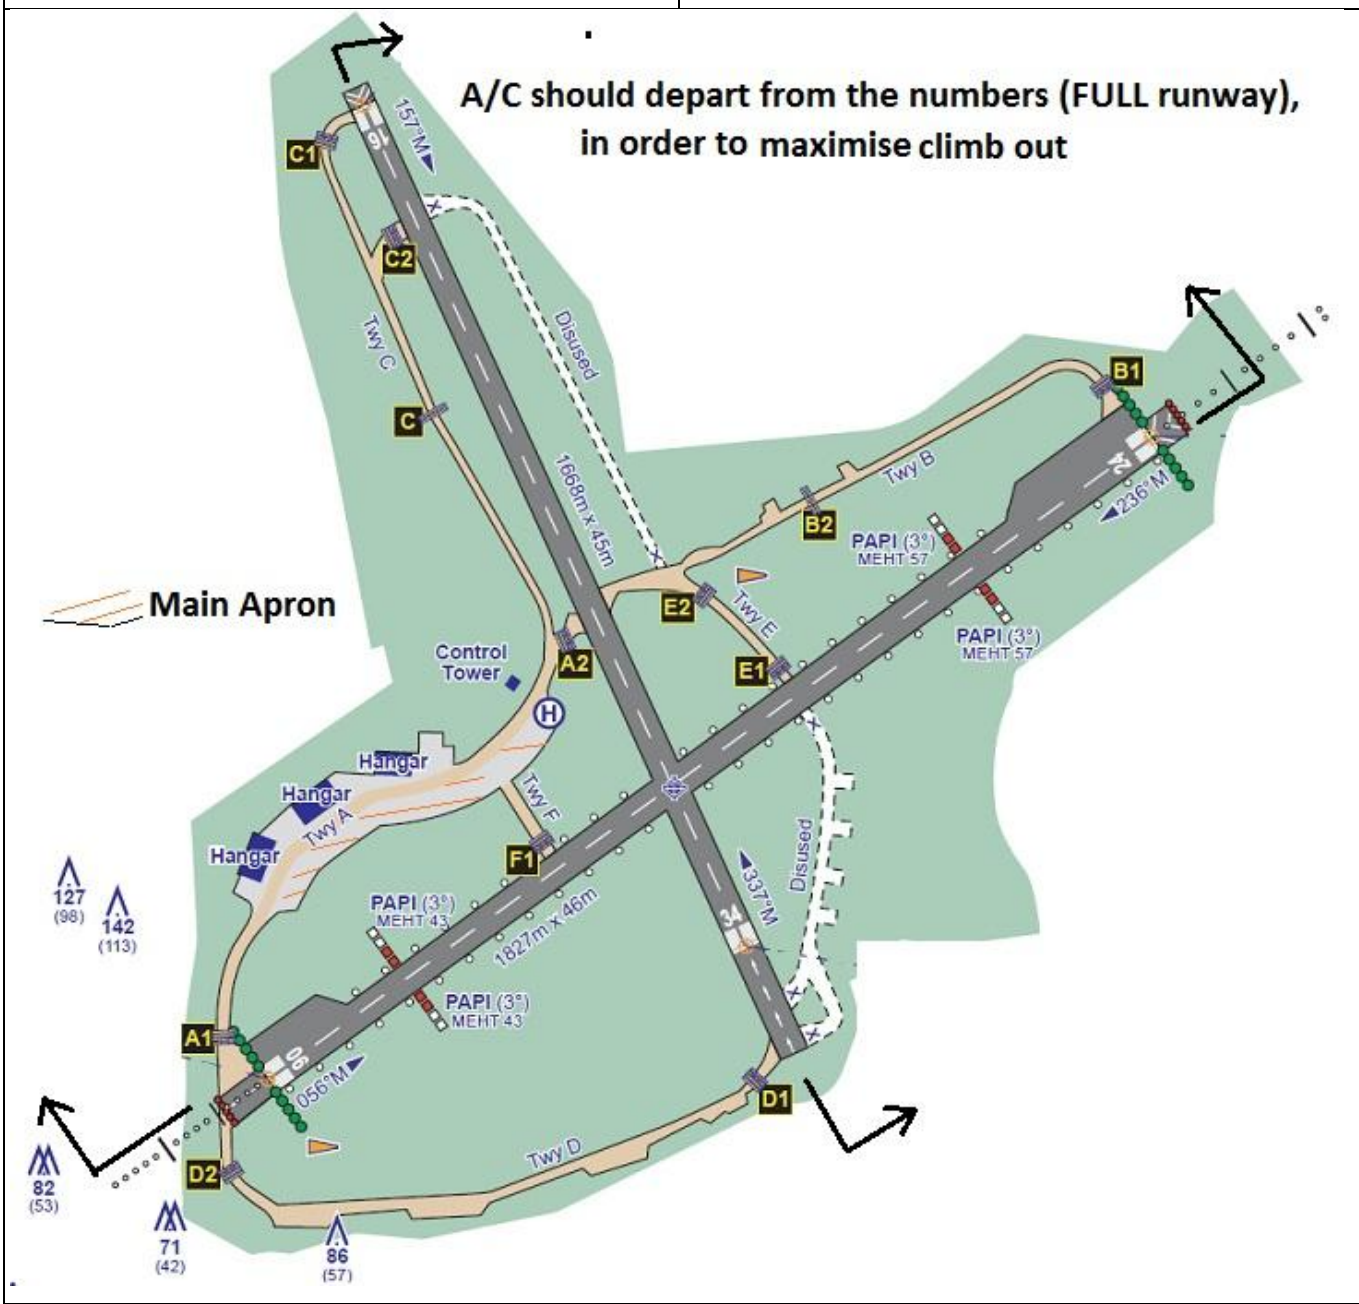 A/C should depart from the numbers (FULL runway),
in order to maximise climb out
157°M
16
C1
C2
Twy C
Disused
C
1668m x 45m
B1
24
236°M
Twy B
B2
PAPI (3°)
MEHT 57
PAPI (3°)
MEHT 57
E2
Twy E
E1
Main Apron
Control
Tower
A2
H
Hangar
Hangar
Twy A
Hangar
Twy F
F1
Disused
337°M
34
127
(98)
142
(113)
PAPI (3°)
MEHT 43
1827m x 46m
PAPI (3°)
MEHT 43
A1
06
056°M
D1
Twy D
D2
82
(53)
71
(42)
86
(57)